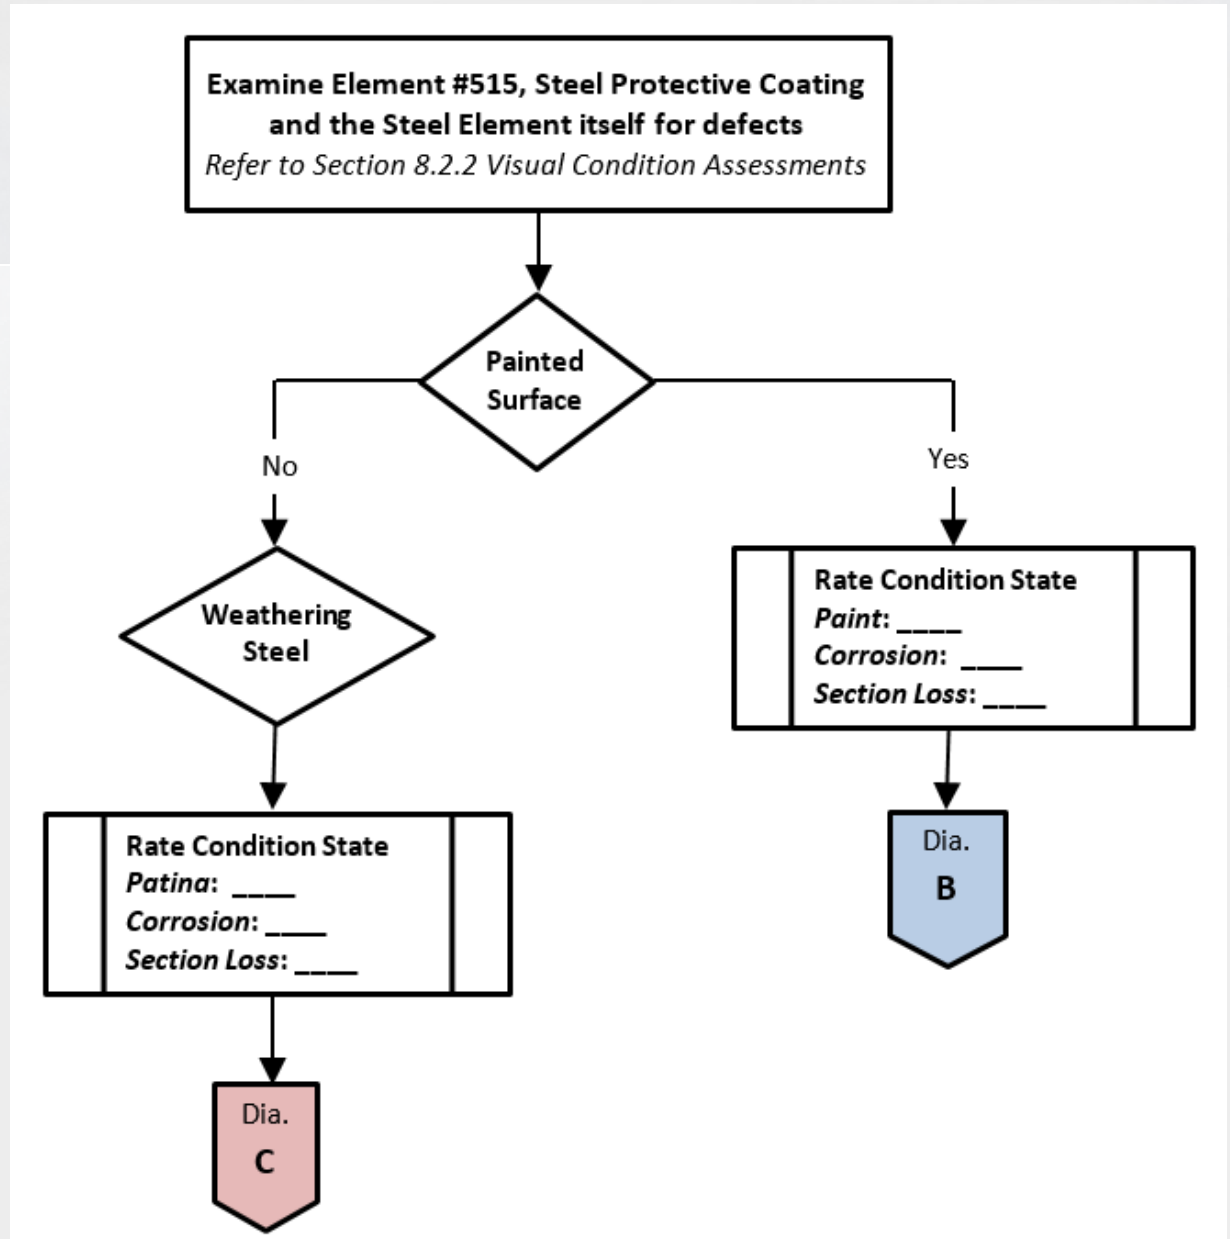 Examine Element #515, Steel Protective Coating
and the Steel Element itself for defects
Refer to Section 8.2.2 Visual Condition Assessments
Painted
Surface
No
Yes
Weathering
Steel
Rate Condition State
Paint: ____
Corrosion: ____
Section Loss: ____
Rate Condition State
Patina: ____
Corrosion: ____
Section Loss: ____
Dia.
B
Dia.
C